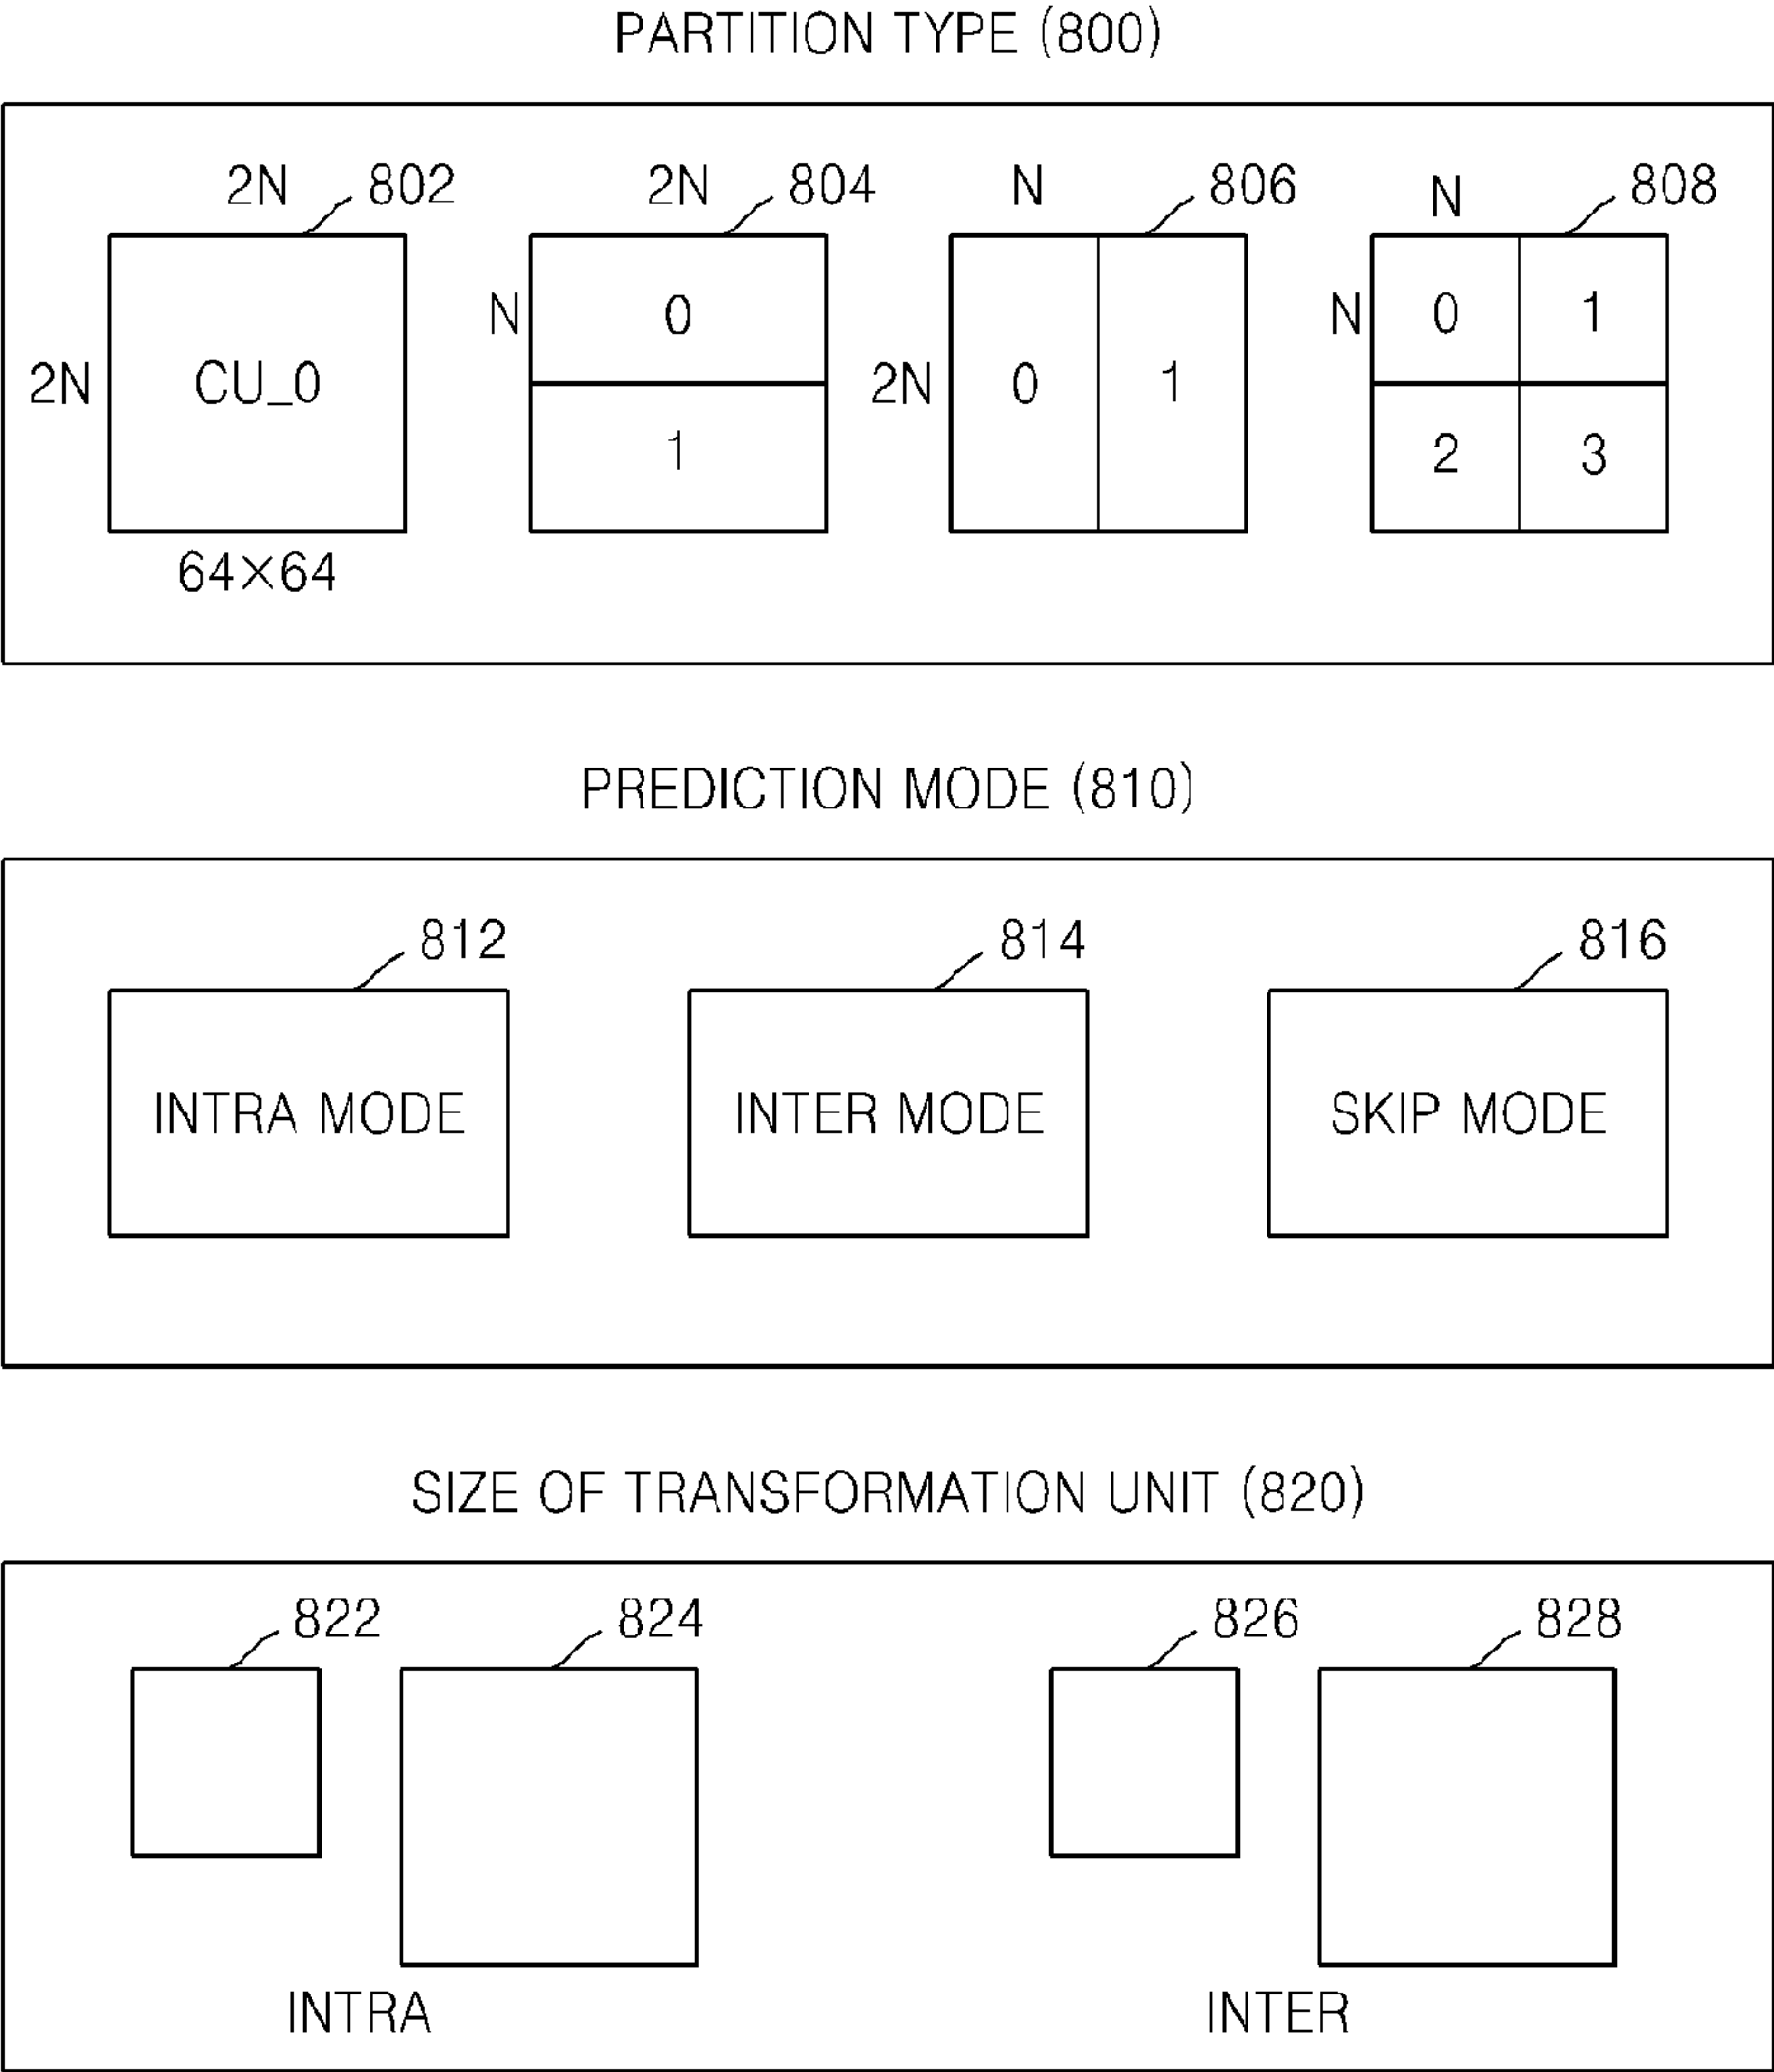 PARTITION TYPE (800)
2N 802 2N 804 N 806 N 808
N 0 N 0 1
2N CU_0 2N 0 1
1 2 3
64×64
PREDICTION MODE (810)
812 814 816
INTRA MODE INTER MODE SKIP MODE
SIZE OF TRANSFORMATION UNIT (820)
822 824 826 828
INTRA INTER